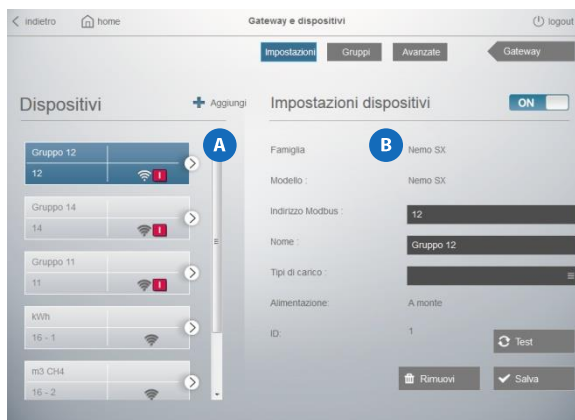 indietro
home
Gateway e dispositivi
logout
Impostazioni
Gruppi
Avanzate
Gateway
Dispositivi
Aggiungi
Impostazioni dispositivi
ON
A
B
Gruppo 12
12
I
Gruppo 14
14
I
Gruppo 11
11
I
kWh
16 - 1
m3 CH4
16 - 2
Famiglia
Nemo SX
Modello :
Nemo SX
Indirizzo Modbus :
12
Nome :
Gruppo 12
Tipi di carico :
Alimentazione:
A monte
ID:
1
Test
Rimuovi
Salva